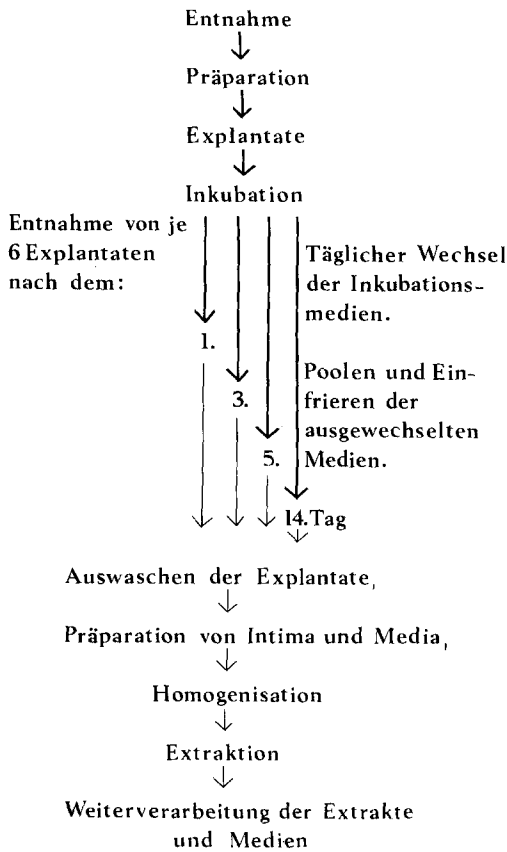 Entnahme
Präparation
Explantate
Inkubation
Entnahme von je
6 Explantaten
nach dem:
Täglicher Wechsel
der Inkubations-
medien.
1.
Poolen und Ein-
frieren der
ausgewechselten
Medien.
3.
5.
14. Tag
Auswaschen der Explantate,
Präparation von Intima und Media,
Homogenisation
Extraktion
Weiterverarbeitung der Extrakte
und Medien